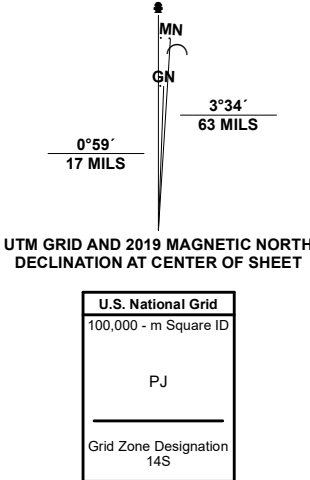 MN
GN
3°34´
63 MILS
0°59´
17 MILS
UTM GRID AND 2019 MAGNETIC NORTH
DECLINATION AT CENTER OF SHEET
U.S. National Grid
100,000 - m Square ID
PJ
Grid Zone Designation
14S